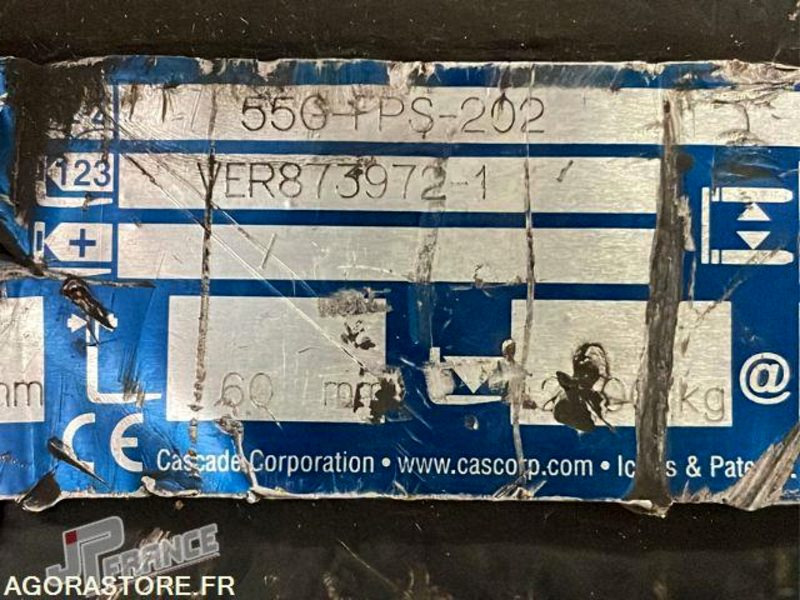 55G-FPS-202
123 VER873972-1
mm 60 mm kg @
CE Cascade Corporation • www.cascorp.com • &
JP FRANCE
AGORASTORE.FR